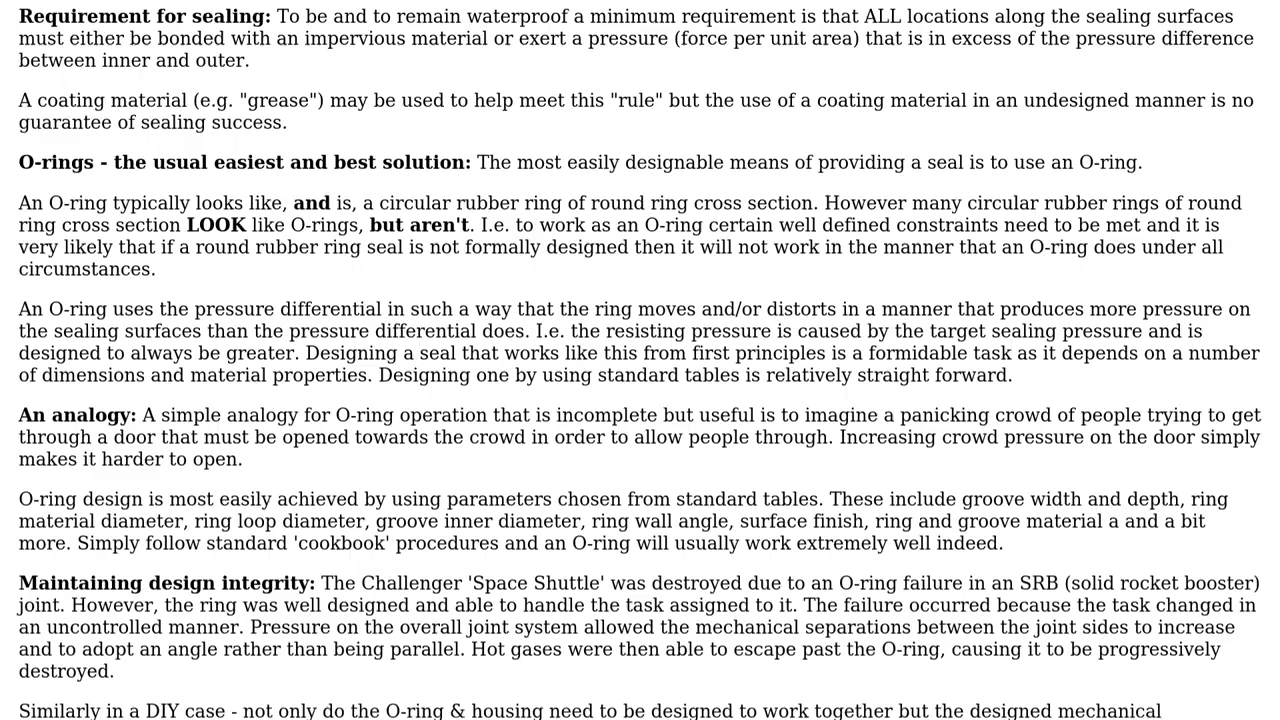 Requirement for sealing: To be and to remain waterproof a minimum requirement is that ALL locations along the sealing surfaces
must either be bonded with an impervious material or exert a pressure (force per unit area) that is in excess of the pressure difference
between inner and outer.
A coating material (e.g. "grease") may be used to help meet this "rule" but the use of a coating material in an undesigned manner is no
guarantee of sealing success.
O-rings - the usual easiest and best solution: The most easily designable means of providing a seal is to use an O-ring.
An O-ring typically looks like, and is, a circular rubber ring of round ring cross section. However many circular rubber rings of round
ring cross section LOOK like O-rings, but aren't. I.e. to work as an O-ring certain well defined constraints need to be met and it is
very likely that if a round rubber ring seal is not formally designed then it will not work in the manner that an O-ring does under all
circumstances.
An O-ring uses the pressure differential in such a way that the ring moves and/or distorts in a manner that produces more pressure on
the sealing surfaces than the pressure differential does. I.e. the resisting pressure is caused by the target sealing pressure and is
designed to always be greater. Designing a seal that works like this from first principles is a formidable task as it depends on a number
of dimensions and material properties. Designing one by using standard tables is relatively straight forward.
An analogy: A simple analogy for O-ring operation that is incomplete but useful is to imagine a panicking crowd of people trying to get
through a door that must be opened towards the crowd in order to allow people through. Increasing crowd pressure on the door simply
makes it harder to open.
O-ring design is most easily achieved by using parameters chosen from standard tables. These include groove width and depth, ring
material diameter, ring loop diameter, groove inner diameter, ring wall angle, surface finish, ring and groove material a and a bit
more. Simply follow standard 'cookbook' procedures and an O-ring will usually work extremely well indeed.
Maintaining design integrity: The Challenger 'Space Shuttle' was destroyed due to an O-ring failure in an SRB (solid rocket booster)
joint. However, the ring was well designed and able to handle the task assigned to it. The failure occurred because the task changed in
an uncontrolled manner. Pressure on the overall joint system allowed the mechanical separations between the joint sides to increase
and to adopt an angle rather than being parallel. Hot gases were then able to escape past the O-ring, causing it to be progressively
destroyed.
Similarly in a DIY case - not only do the O-ring & housing need to be designed to work together but the designed mechanical